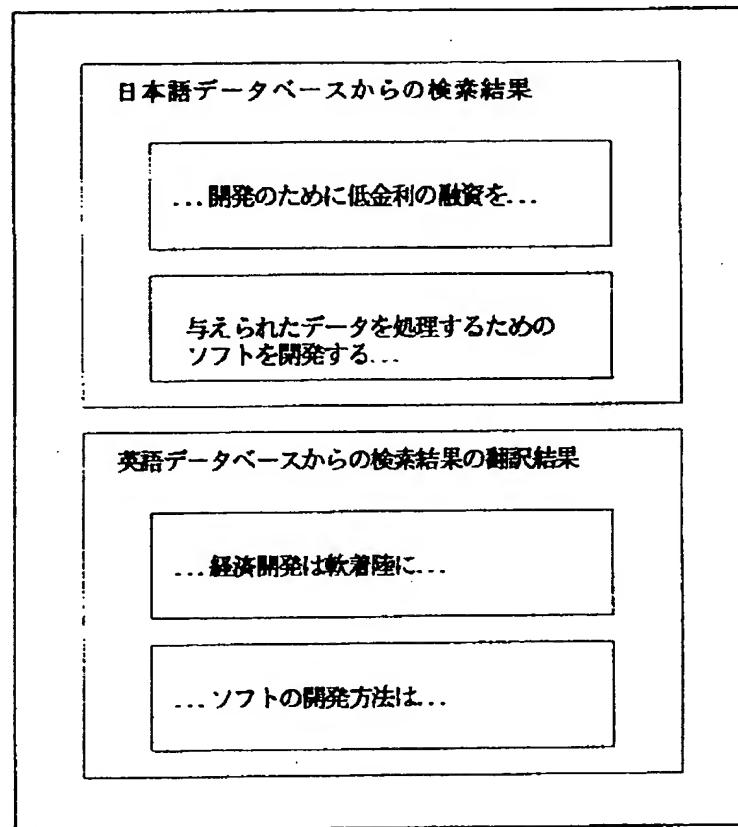 日本語データベースからの検索結果
...開発のために低金利の融資を...
与えられたデータを処理するための
ソフトを開発する...
英語データベースからの検索結果の翻訳結果
...経済開発は軟着陸に...
...ソフトの開発方法は...